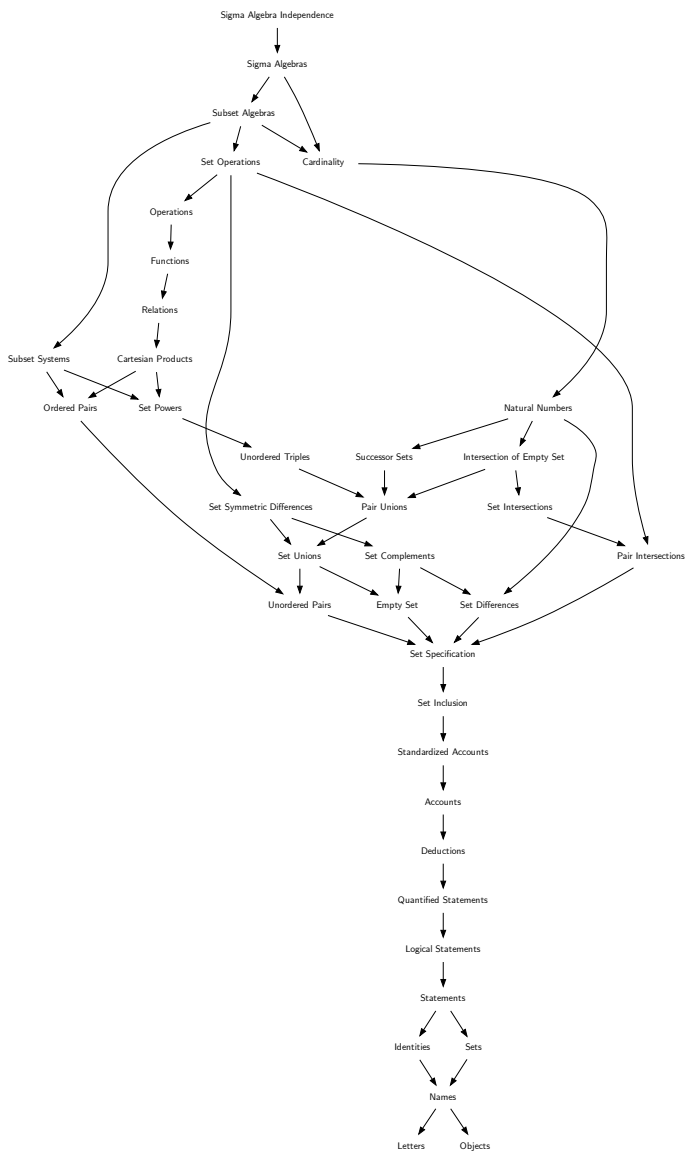 Sigma Algebra Independence
Sigma Algebras
Subset Algebras
Set Operations
Cardinality
Operations
Functions
Relations
Subset Systems
Cartesian Products
Ordered Pairs
Set Powers
Natural Numbers
Unordered Triples
Successor Sets
Intersection of Empty Set
Set Symmetric Differences
Pair Unions
Set Intersections
Set Unions
Set Complements
Pair Intersections
Unordered Pairs
Empty Set
Set Differences
Set Specification
Set Inclusion
Standardized Accounts
Accounts
Deductions
Quantified Statements
Logical Statements
Statements
Identities
Sets
Names
Letters
Objects